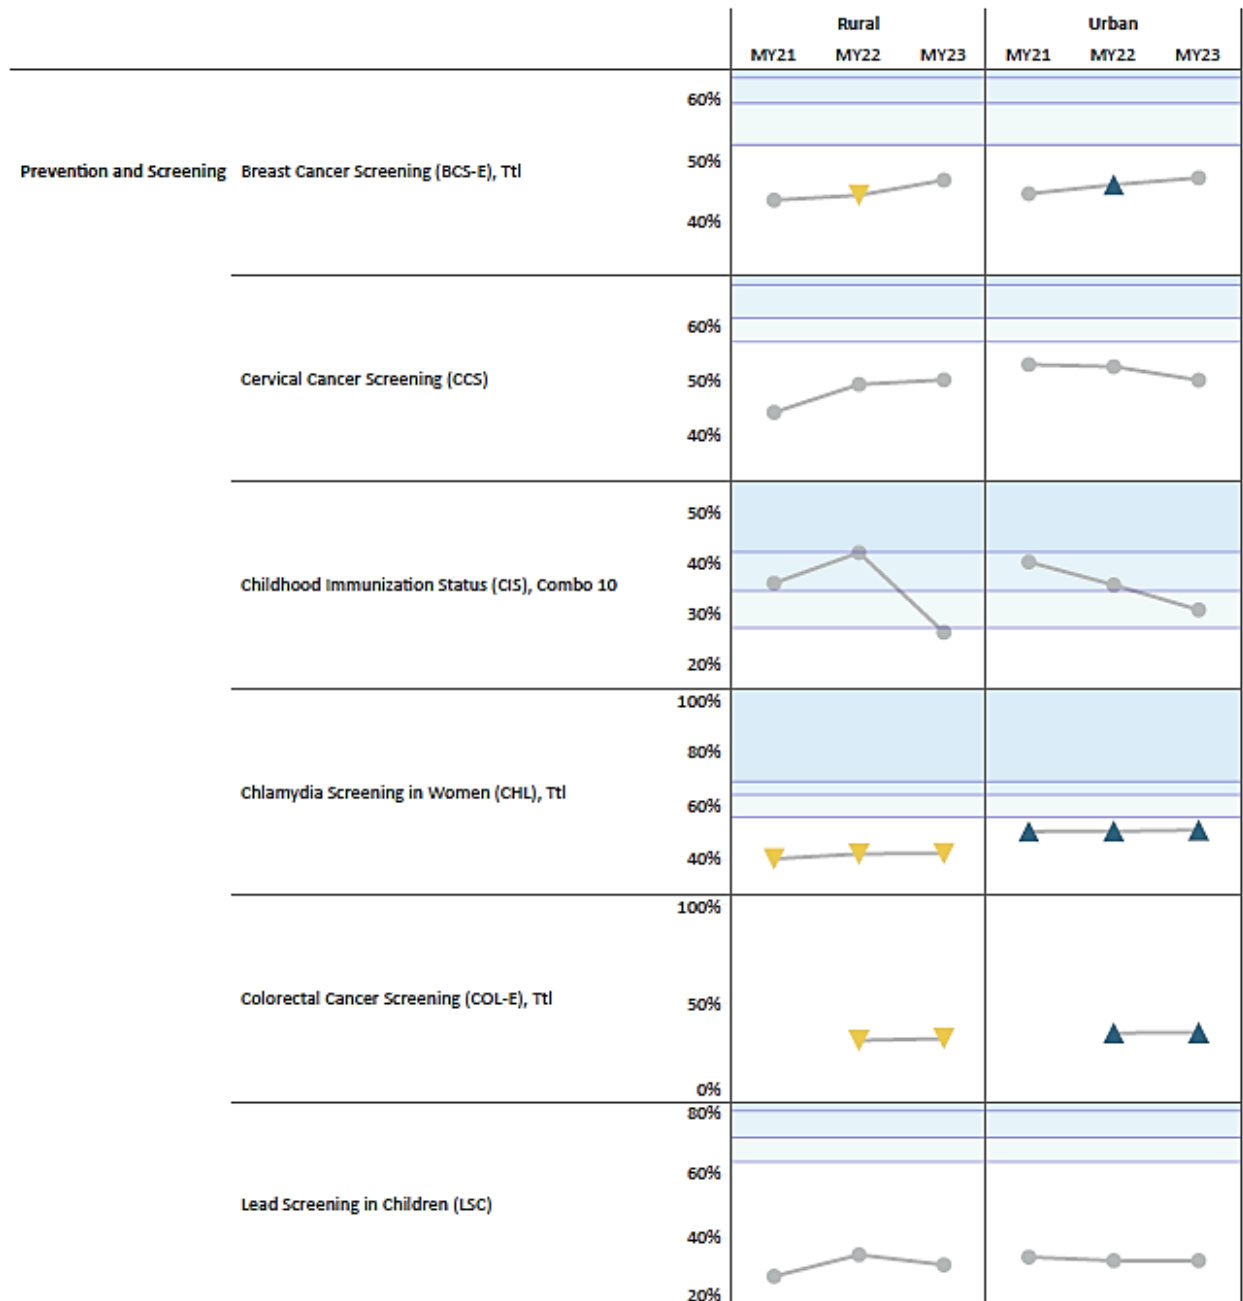 Rural Urban
MY21 MY22 MY23 MY21 MY22 MY23
60%
50%
Prevention and Screening Breast Cancer Screening (BCS-E), Ttl
40%
60%
Cervical Cancer Screening (CCS)
50%
40%
50%
40%
Childhood Immunization Status (CIS), Combo 10
30%
20%
100%
80%
Chlamydia Screening in Women (CHL), Ttl
60%
40%
100%
Colorectal Cancer Screening (COL-E), Ttl
50%
0%
80%
60%
Lead Screening in Children (LSC)
40%
20%